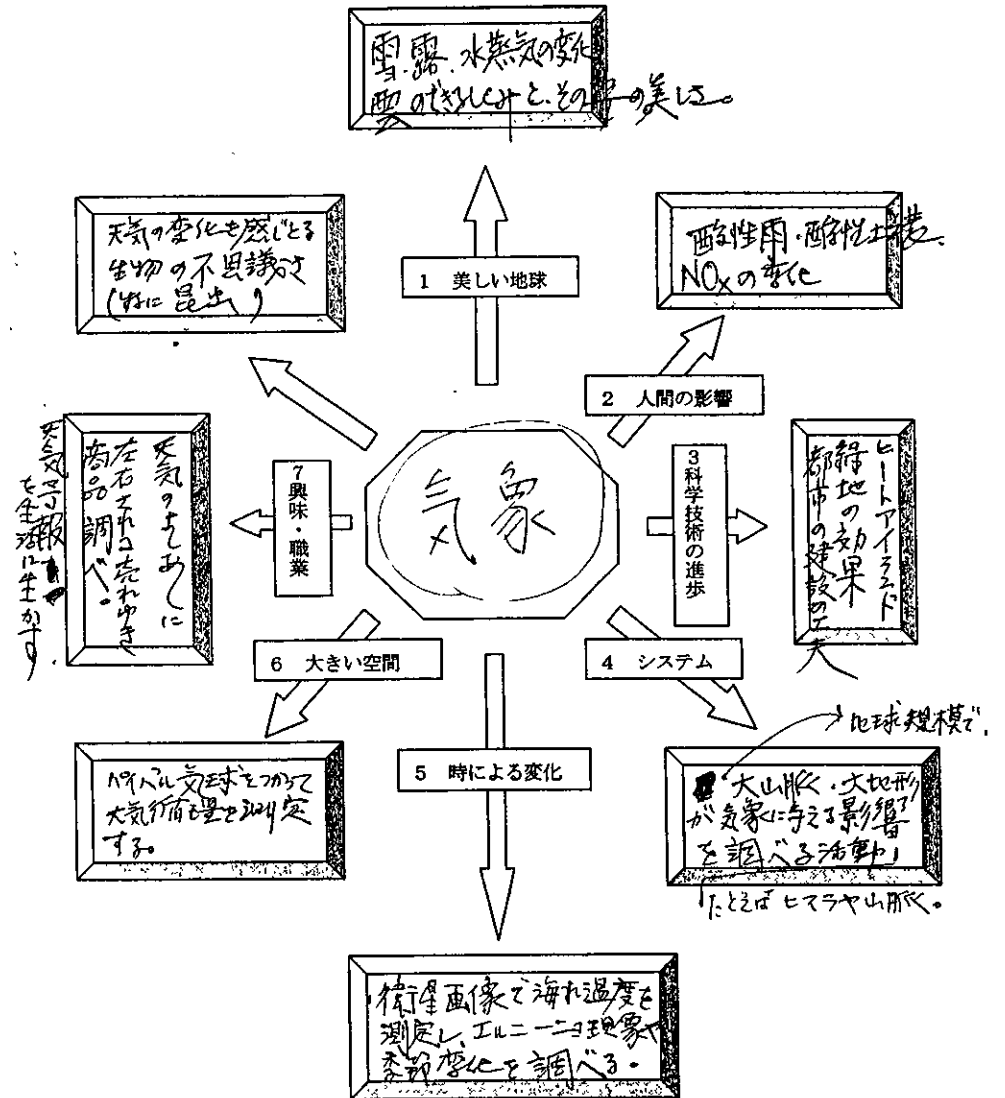 雪、露、水蒸気の変化
雲のできるしくみと、その の美しさ。
1 美しい地球
天気の変化を感じとる
生物の不思議さ
(特に昆虫)
酸性雨・酸性土壌、
NOxの変化
2 人間の影響
気象
3 科学技術の進歩
ヒートアイランド
緑地の効果
都市の建設の工夫
4 システム
地球規模で、
大山脈・大地形
が気象に与える影響
を調べる活動
たとえばヒマラヤ山脈。
5 時による変化
衛星画像で海水温度を
測定し、エルニーニョ現象や
季節変化を調べる。
6 大きい空間
パイバル気球をつかって
大気 を測定
する。
7 興味・職業
天気のよしあしに
左右される売れゆき
商品調べ。
天気予報を生活に生かす